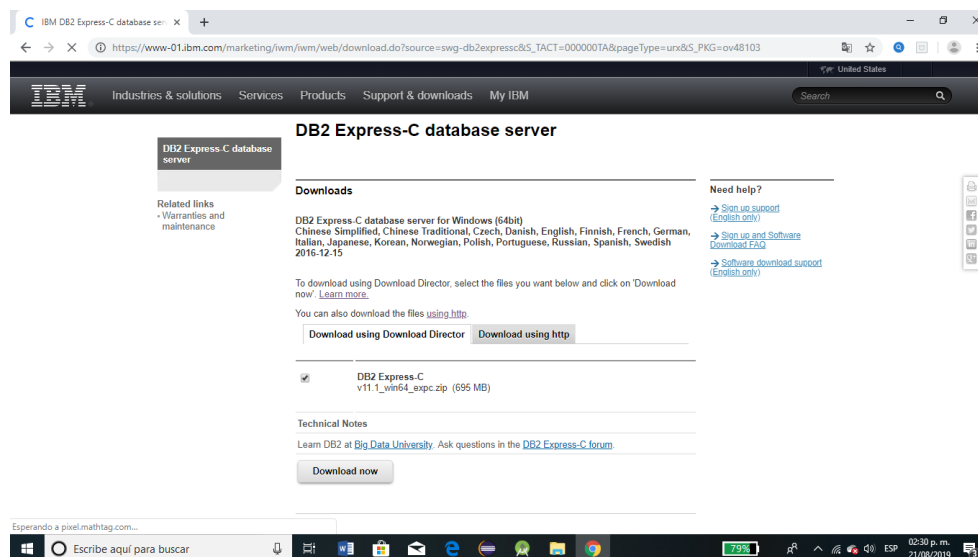 IBM DB2 Express-C database ser
https://www-01.ibm.com/marketing/iwm/iwm/web/download.do?source=swg-db2expressc&S_TACT=000000TA&pageType=urx&S_PKG=ov48103
United States
IBM
Industries & solutions Services Products Support & downloads My IBM
Search
DB2 Express-C database server
DB2 Express-C database
server
Related links
Warranties and
maintenance
Downloads
DB2 Express-C database server for Windows (64bit)
Chinese Simplified, Chinese Traditional, Czech, Danish, English, Finnish, French, German,
Italian, Japanese, Korean, Norwegian, Polish, Portuguese, Russian, Spanish, Swedish
2016-12-15
To download using Download Director, select the files you want below and click on 'Download
now'. Learn more.
You can also download the files using http.
Download using Download Director Download using http
DB2 Express-C
v11.1_win64_expc.zip (695 MB)
Technical Notes
Learn DB2 at Big Data University. Ask questions in the DB2 Express-C forum.
Download now
Need help?
Sign up support
(English only)
Sign up and Software
Download FAQ
Software download support
(English only)
Esperando a pixel.mathtag.com...
Escribe aquí para buscar
79%
ESP
02:30 p. m.
21/08/2019